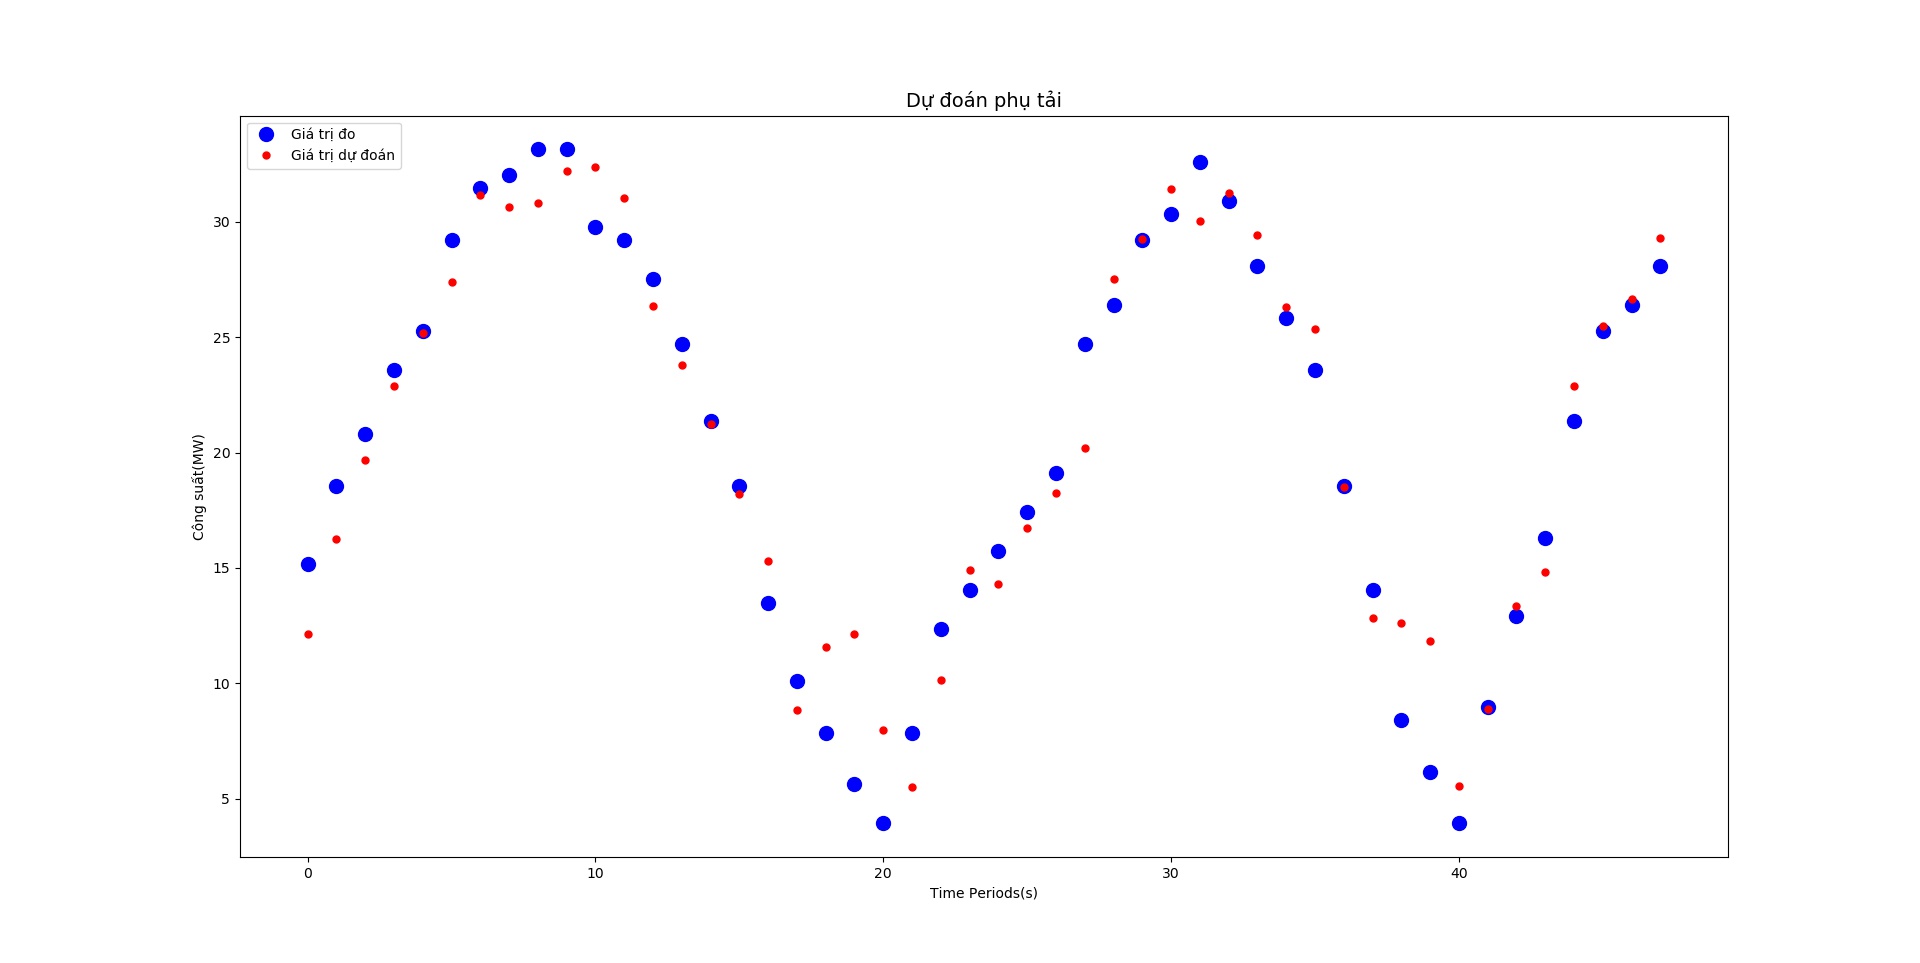 Dự đoán phụ tải
Giá trị đo
Giá trị dự đoán
Công suất(MW)
30
25
20
15
10
5
0 10 20 30 40
Time Periods(s)